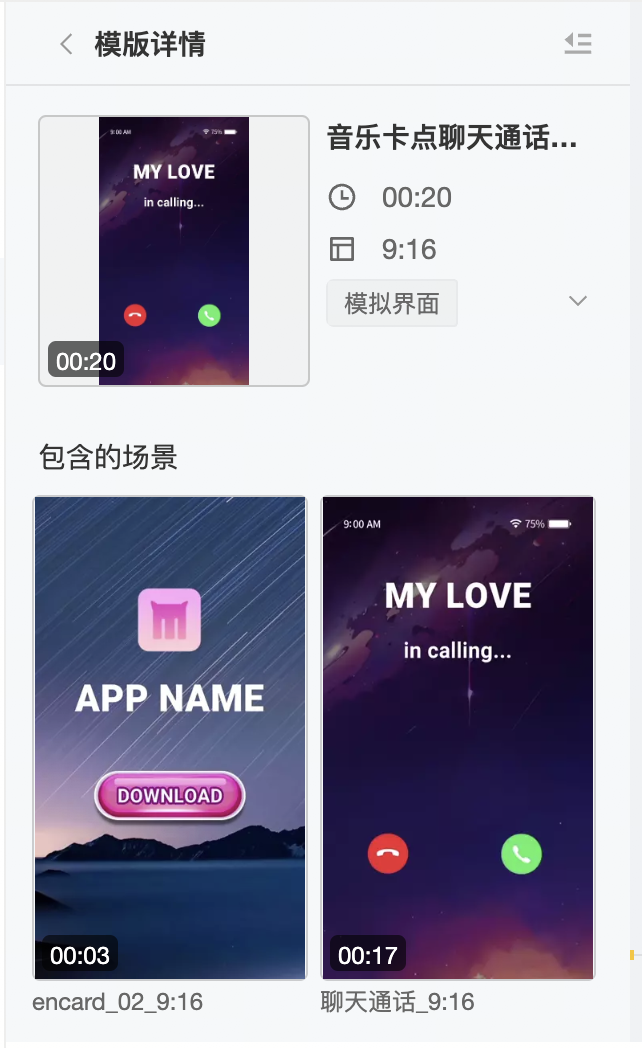 模版详情
9:00 AM
75%
MY LOVE
in calling...
00:20
音乐卡点聊天通话...
00:20
9:16
模拟界面
包含的场景
APP NAME
DOWNLOAD
00:03
encard_02_9:16
9:00 AM
75%
MY LOVE
in calling...
00:17
聊天通话_9:16